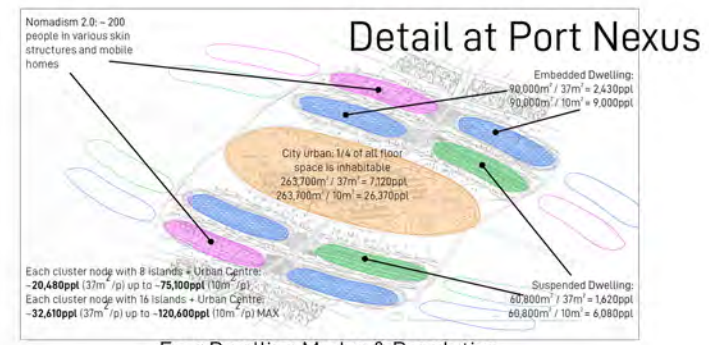 Nomadism 2.0: ~ 200
people in various skin
structures and mobile
homes
Detail at Port Nexus
Embedded Dwelling:
90,000m² / 37m² = 2,430ppl
90,000m² / 10m² = 9,000ppl
City urban: 1/4 of all floor
space is inhabitable
263,700m² / 37m² = 7,120ppl
263,700m² / 10m² = 26,370ppl
Each cluster node with 8 islands + Urban Centre:
~20,480ppl (37m²/p) up to ~75,100ppl (10m²/p)
Each cluster node with 16 islands + Urban Centre:
~32,610ppl (37m²/p) up to ~120,600ppl (10m²/p) MAX
Suspended Dwelling:
60,800m² / 37m² = 1,620ppl
60,800m² / 10m² = 6,080ppl